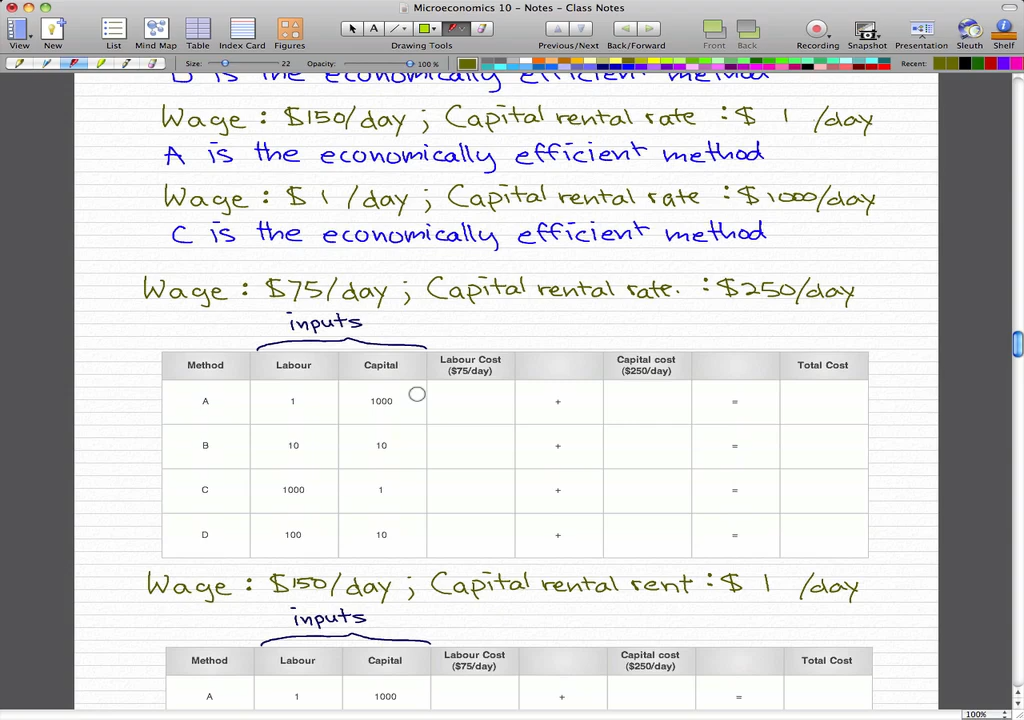 Microeconomics 10 - Notes - Class Notes
View New List Mind Map Table Index Card Figures Drawing Tools Previous/Next Back/Forward Front Back Recording Snapshot Presentation Sleuth Shelf
Size: 22 Opacity: 100 % Recent:
is the economically efficient method
Wage : $150/day ; Capital rental rate : $ 1 /day
A is the economically efficient method
Wage : $ 1 /day ; Capital rental rate : $1000/day
C is the economically efficient method
Wage : $75/day ; Capital rental rate. : $250/day
inputs
Method Labour Capital Labour Cost ($75/day) Capital cost ($250/day) Total Cost
A 1 1000 + =
B 10 10 + =
C 1000 1 + =
D 100 10 + =
Wage : $150/day ; Capital rental rent : $ 1 /day
inputs
Method Labour Capital Labour Cost ($75/day) Capital cost ($250/day) Total Cost
A 1 1000 + =
100%